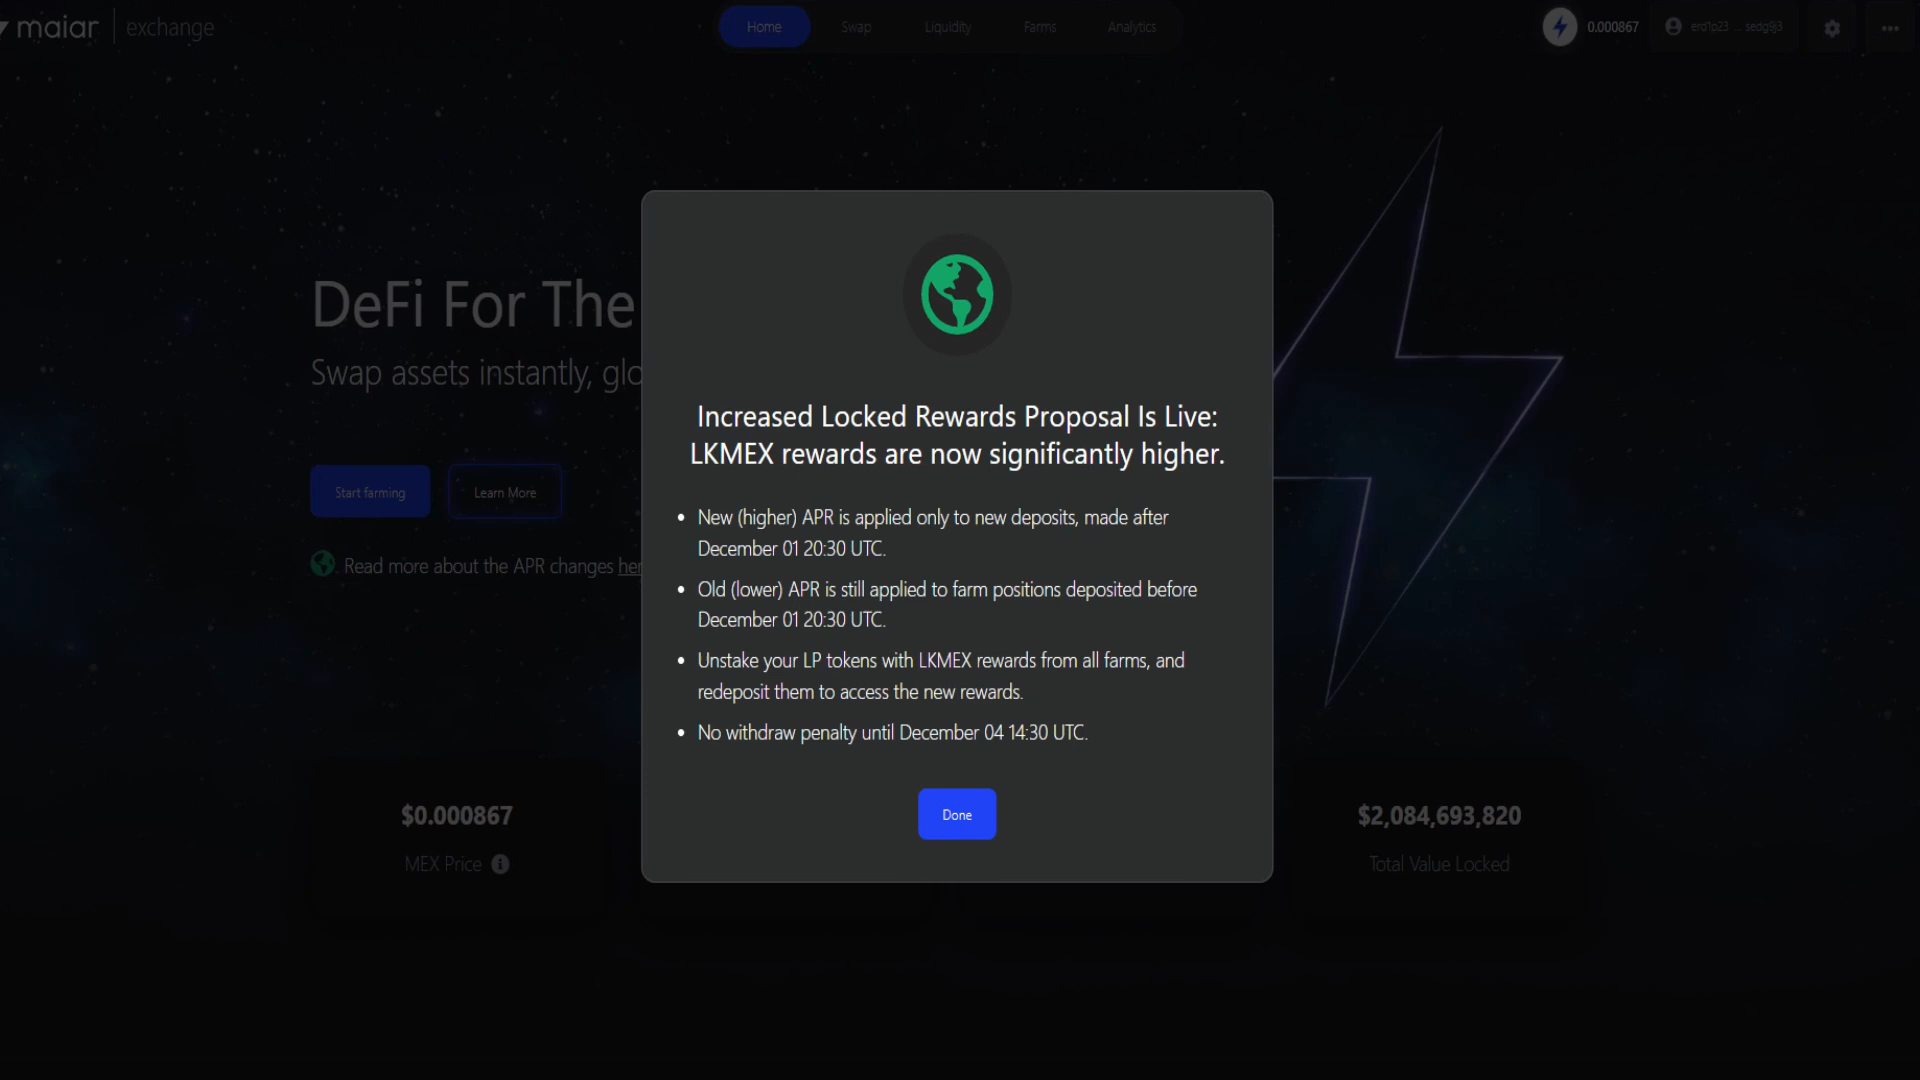 maiar exchange
Home
Swap
Liquidity
Farms
Analytics
0.000867
erd1p23 ... sedg9j3
DeFi For The
Swap assets instantly, glo
Start farming
Learn More
Read more about the APR changes her
Increased Locked Rewards Proposal Is Live:
LKMEX rewards are now significantly higher.
• New (higher) APR is applied only to new deposits, made after
December 01 20:30 UTC.
• Old (lower) APR is still applied to farm positions deposited before
December 01 20:30 UTC.
• Unstake your LP tokens with LKMEX rewards from all farms, and
redeposit them to access the new rewards.
• No withdraw penalty until December 04 14:30 UTC.
Done
$0.000867
MEX Price
$2,084,693,820
Total Value Locked